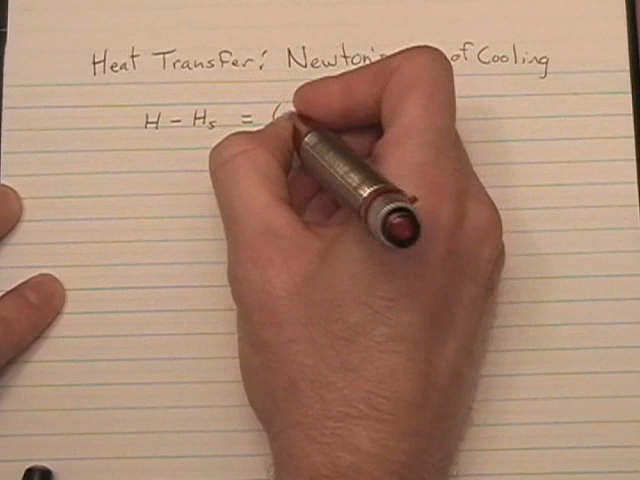 Heat Transfer: Newton's of Cooling
H - Hs = (